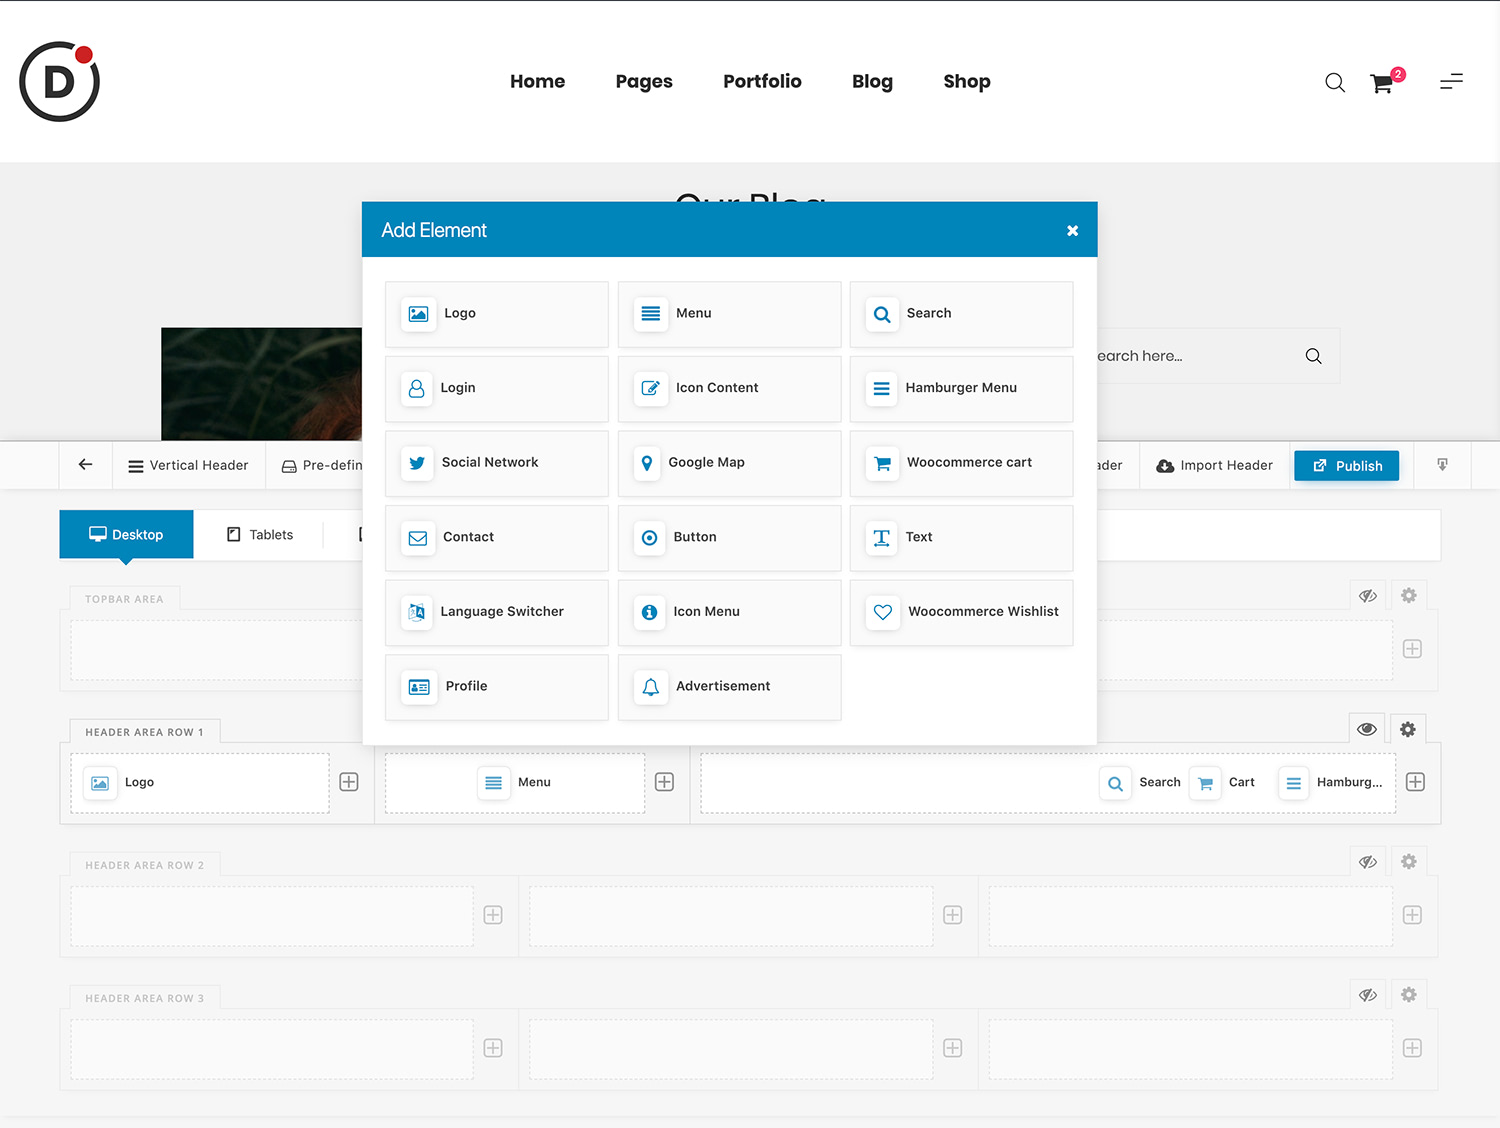 D
Home Pages Portfolio Blog Shop
2
Our Blog
Add Element
Logo Menu Search
earch here...
Login Icon Content Hamburger Menu
Social Network Google Map Woocommerce cart
Vertical Header Pre-defin ader Import Header Publish
Contact Button Text
Desktop Tablets
Language Switcher Icon Menu Woocommerce Wishlist
TOPBAR AREA
Profile Advertisement
HEADER AREA ROW 1
Logo Menu Search Cart Hamburg...
HEADER AREA ROW 2
HEADER AREA ROW 3